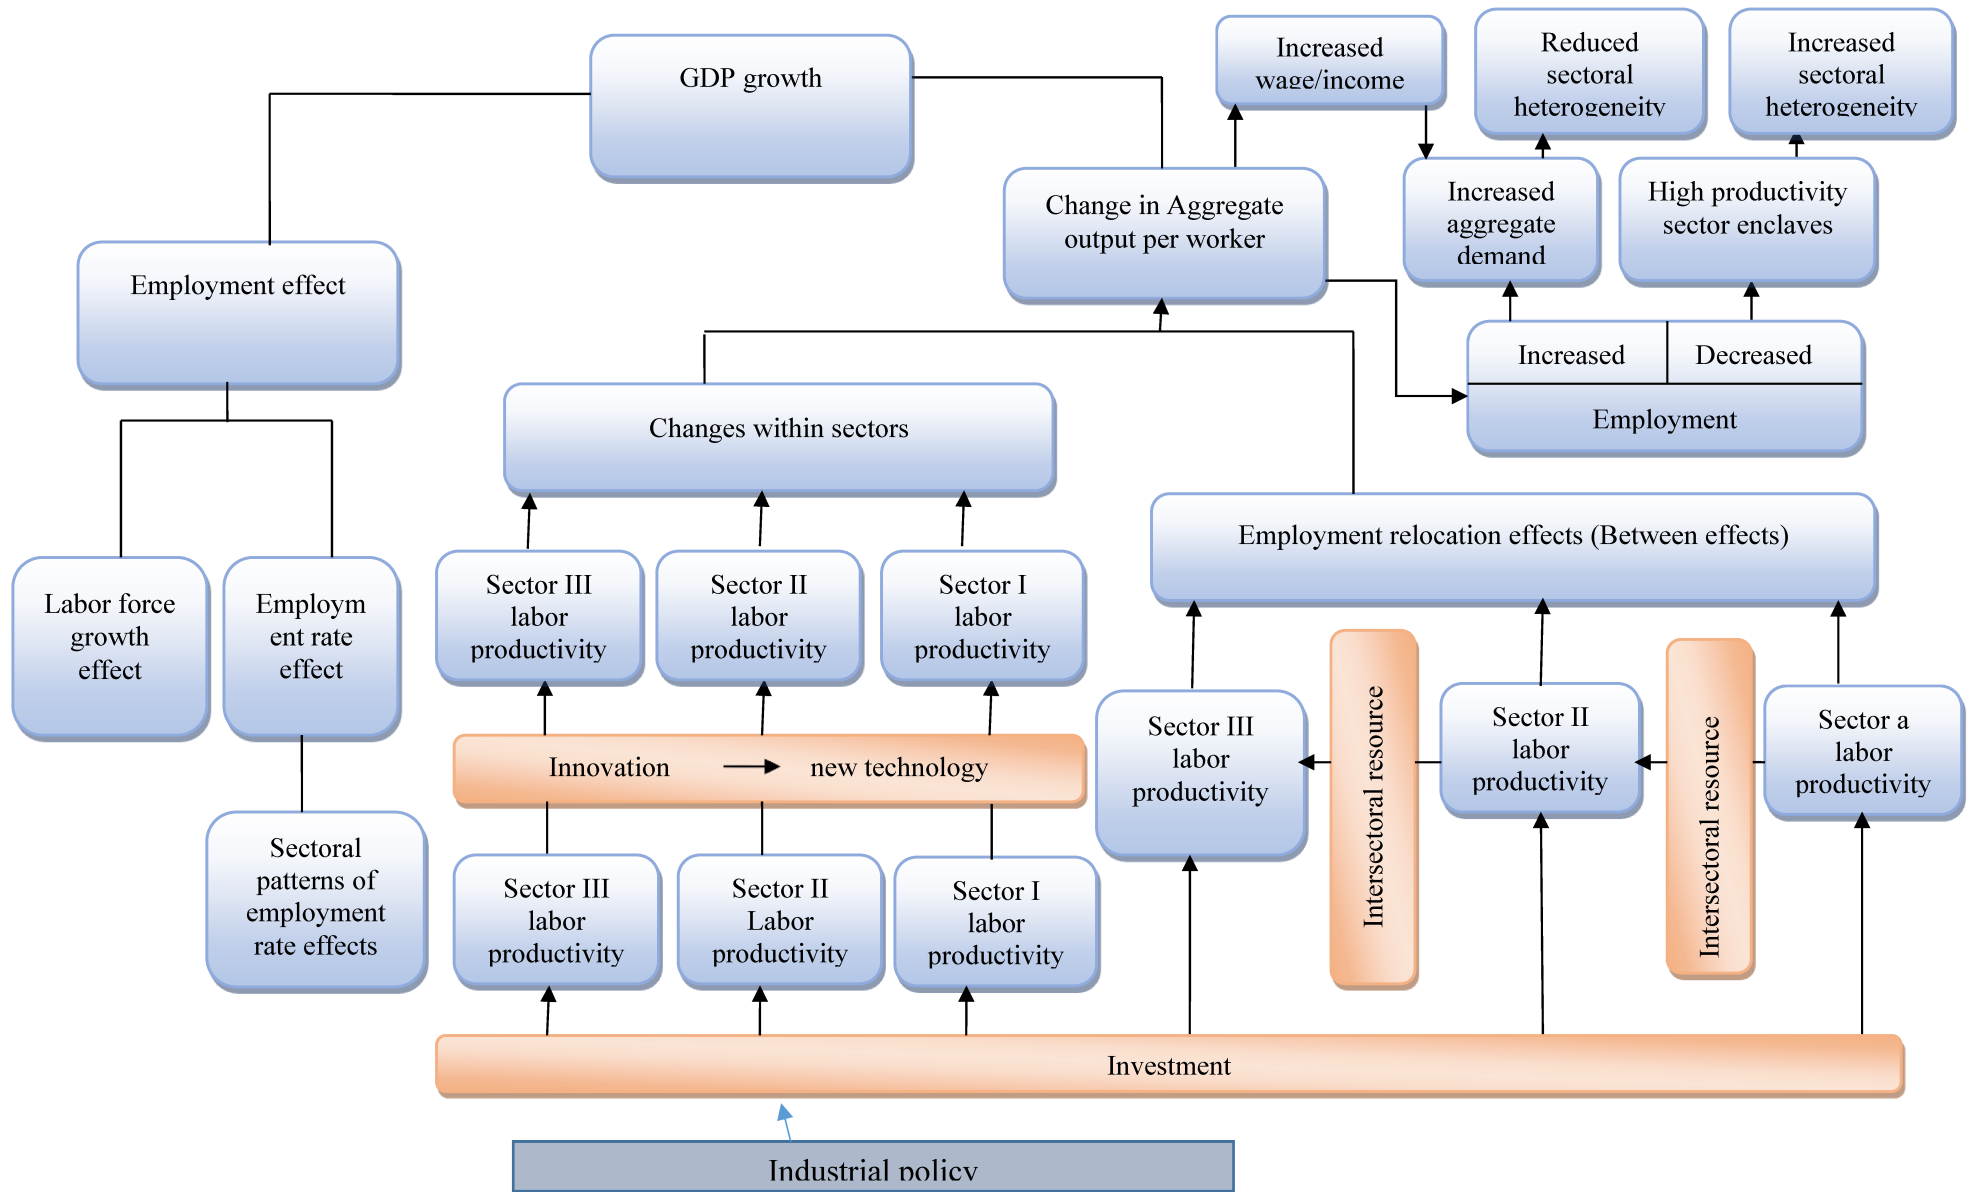 GDP growth
Increased
wage/income
Reduced
sectoral
heterogeneity
Increased
sectoral
heterogeneity
Change in Aggregate
output per worker
Increased
aggregate
demand
High productivity
sector enclaves
Employment effect
Increased
Decreased
Employment
Changes within sectors
Employment relocation effects (Between effects)
Labor force
growth
effect
Employm
ent rate
effect
Sector III
labor
productivity
Sector II
labor
productivity
Sector I
labor
productivity
Sector III
labor
productivity
Intersectoral resource
Sector II
labor
productivity
Intersectoral resource
Sector a
labor
productivity
Innovation
new technology
Sectoral
patterns of
employment
rate effects
Sector III
labor
productivity
Sector II
Labor
productivity
Sector I
labor
productivity
Investment
Industrial policy